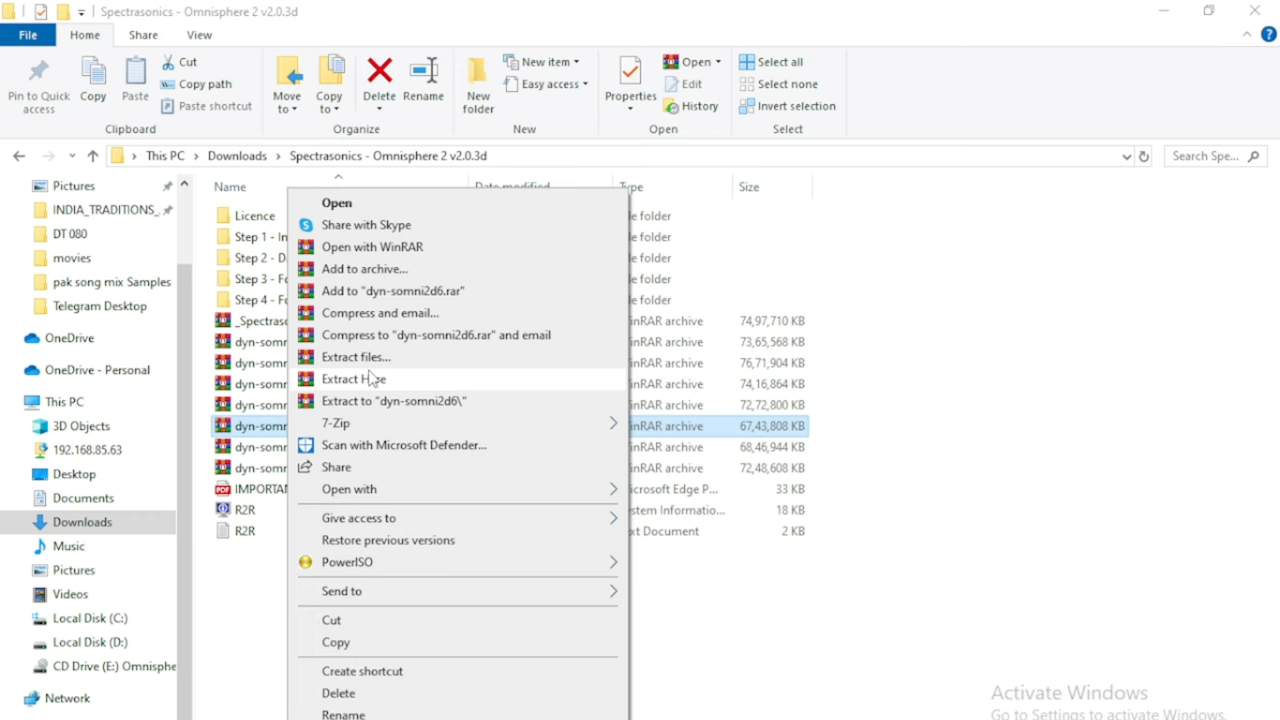 Spectrasonics - Omnisphere 2 v2.0.3d
File Home Share View
Pin to Quick access
Copy
Paste
Cut
Copy path
Paste shortcut
Clipboard
Move to
Copy to
Delete
Rename
Organize
New folder
New item
Easy access
New
Properties
Open
Edit
History
Open
Select all
Select none
Invert selection
Select
This PC > Downloads > Spectrasonics - Omnisphere 2 v2.0.3d
Search Spe...
Pictures
INDIA_TRADITIONS_
DT 080
movies
pak song mix Samples
Telegram Desktop
OneDrive
OneDrive - Personal
This PC
3D Objects
192.168.85.63
Desktop
Documents
Downloads
Music
Pictures
Videos
Local Disk (C:)
Local Disk (D:)
CD Drive (E:) Omnisphe
Network
Name Date modified Type Size
Licence le folder
Step 1 - In le folder
Step 2 - D le folder
Step 3 - Fo le folder
Step 4 - Fo le folder
_Spectraso inRAR archive 74,97,710 KB
dyn-somn inRAR archive 73,65,568 KB
dyn-somn inRAR archive 76,71,904 KB
dyn-somn inRAR archive 74,16,864 KB
dyn-somn inRAR archive 72,72,800 KB
dyn-somn inRAR archive 67,43,808 KB
dyn-somn inRAR archive 68,46,944 KB
dyn-somn inRAR archive 72,48,608 KB
IMPORTAN icrosoft Edge P... 33 KB
R2R stem Informatio... 18 KB
R2R xt Document 2 KB
Open
Share with Skype
Open with WinRAR
Add to archive...
Add to "dyn-somni2d6.rar"
Compress and email...
Compress to "dyn-somni2d6.rar" and email
Extract files...
Extract Here
Extract to "dyn-somni2d6\"
7-Zip
Scan with Microsoft Defender...
Share
Open with
Give access to
Restore previous versions
PowerISO
Send to
Cut
Copy
Create shortcut
Delete
Rename
Activate Windows
Go to Settings to activate Windows.